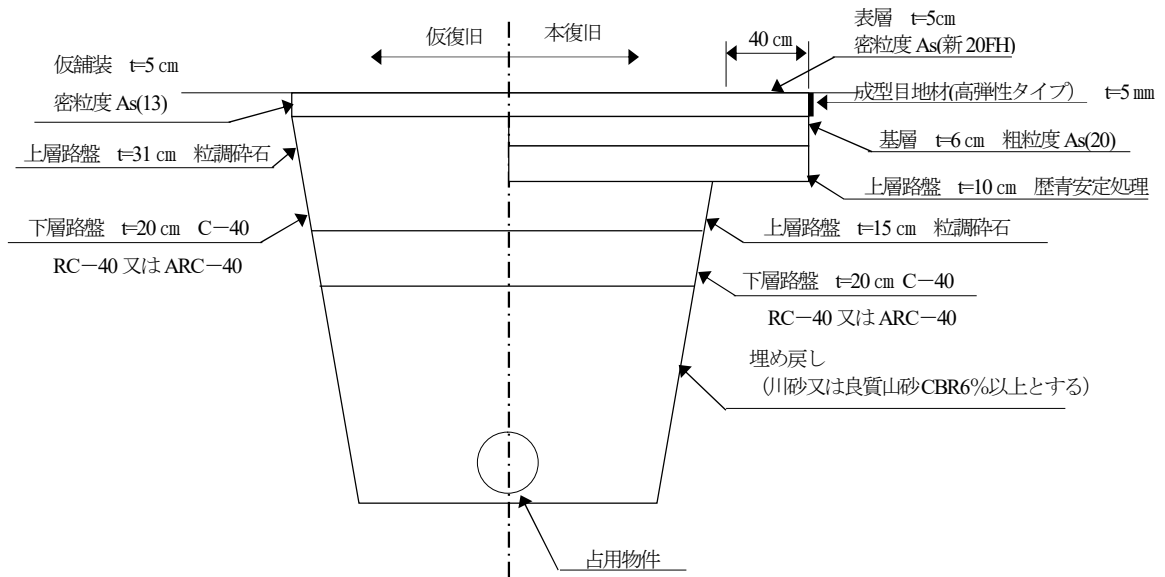 仮復旧
本復旧
40 cm
表層 t=5cm
密粒度 As(新 20FH)
仮舗装 t=5 cm
密粒度 As(13)
成型目地材(高弾性タイプ) t=5 mm
基層 t=6 cm 粗粒度 As(20)
上層路盤 t=31 cm 粒調砕石
上層路盤 t=10 cm 歴青安定処理
下層路盤 t=20 cm C－40
RC－40 又は ARC－40
上層路盤 t=15 cm 粒調砕石
下層路盤 t=20 cm C－40
RC－40 又は ARC－40
埋め戻し
（川砂又は良質山砂 CBR6%以上とする）
占用物件